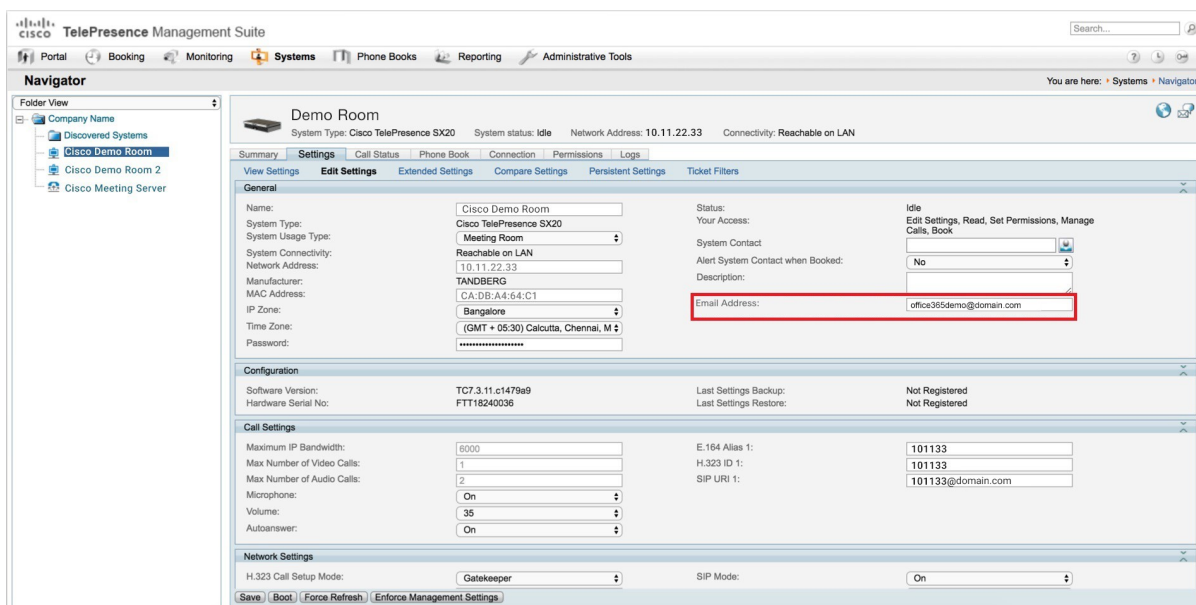 CISCO TelePresence Management Suite
Search...
Portal Booking Monitoring Systems Phone Books Reporting Administrative Tools
Navigator
You are here: Systems Navigator
Folder View
Company Name
Discovered Systems
Cisco Demo Room
Cisco Demo Room 2
Cisco Meeting Server
Demo Room
System Type: Cisco TelePresence SX20 System status: Idle Network Address: 10.11.22.33 Connectivity: Reachable on LAN
Summary Settings Call Status Phone Book Connection Permissions Logs
View Settings Edit Settings Extended Settings Compare Settings Persistent Settings Ticket Filters
General
Name: Cisco Demo Room
System Type: Cisco TelePresence SX20
System Usage Type: Meeting Room
System Connectivity: Reachable on LAN
Network Address: 10.11.22.33
Manufacturer: TANDBERG
MAC Address: CA:DB:A4:64:C1
IP Zone: Bangalore
Time Zone: (GMT + 05:30) Calcutta, Chennai, M
Password: •••••••••••••••••••
Status: Idle
Your Access: Edit Settings, Read, Set Permissions, Manage
Calls, Book
System Contact
Alert System Contact when Booked: No
Description:
Email Address: office365demo@domain.com
Configuration
Software Version: TC7.3.11.c1479a9
Hardware Serial No: FTT18240036
Last Settings Backup: Not Registered
Last Settings Restore: Not Registered
Call Settings
Maximum IP Bandwidth: 6000
Max Number of Video Calls: 1
Max Number of Audio Calls: 2
Microphone: On
Volume: 35
Autoanswer: On
E.164 Alias 1: 101133
H.323 ID 1: 101133
SIP URI 1: 101133@domain.com
Network Settings
H.323 Call Setup Mode: Gatekeeper
SIP Mode: On
Save Boot Force Refresh Enforce Management Settings